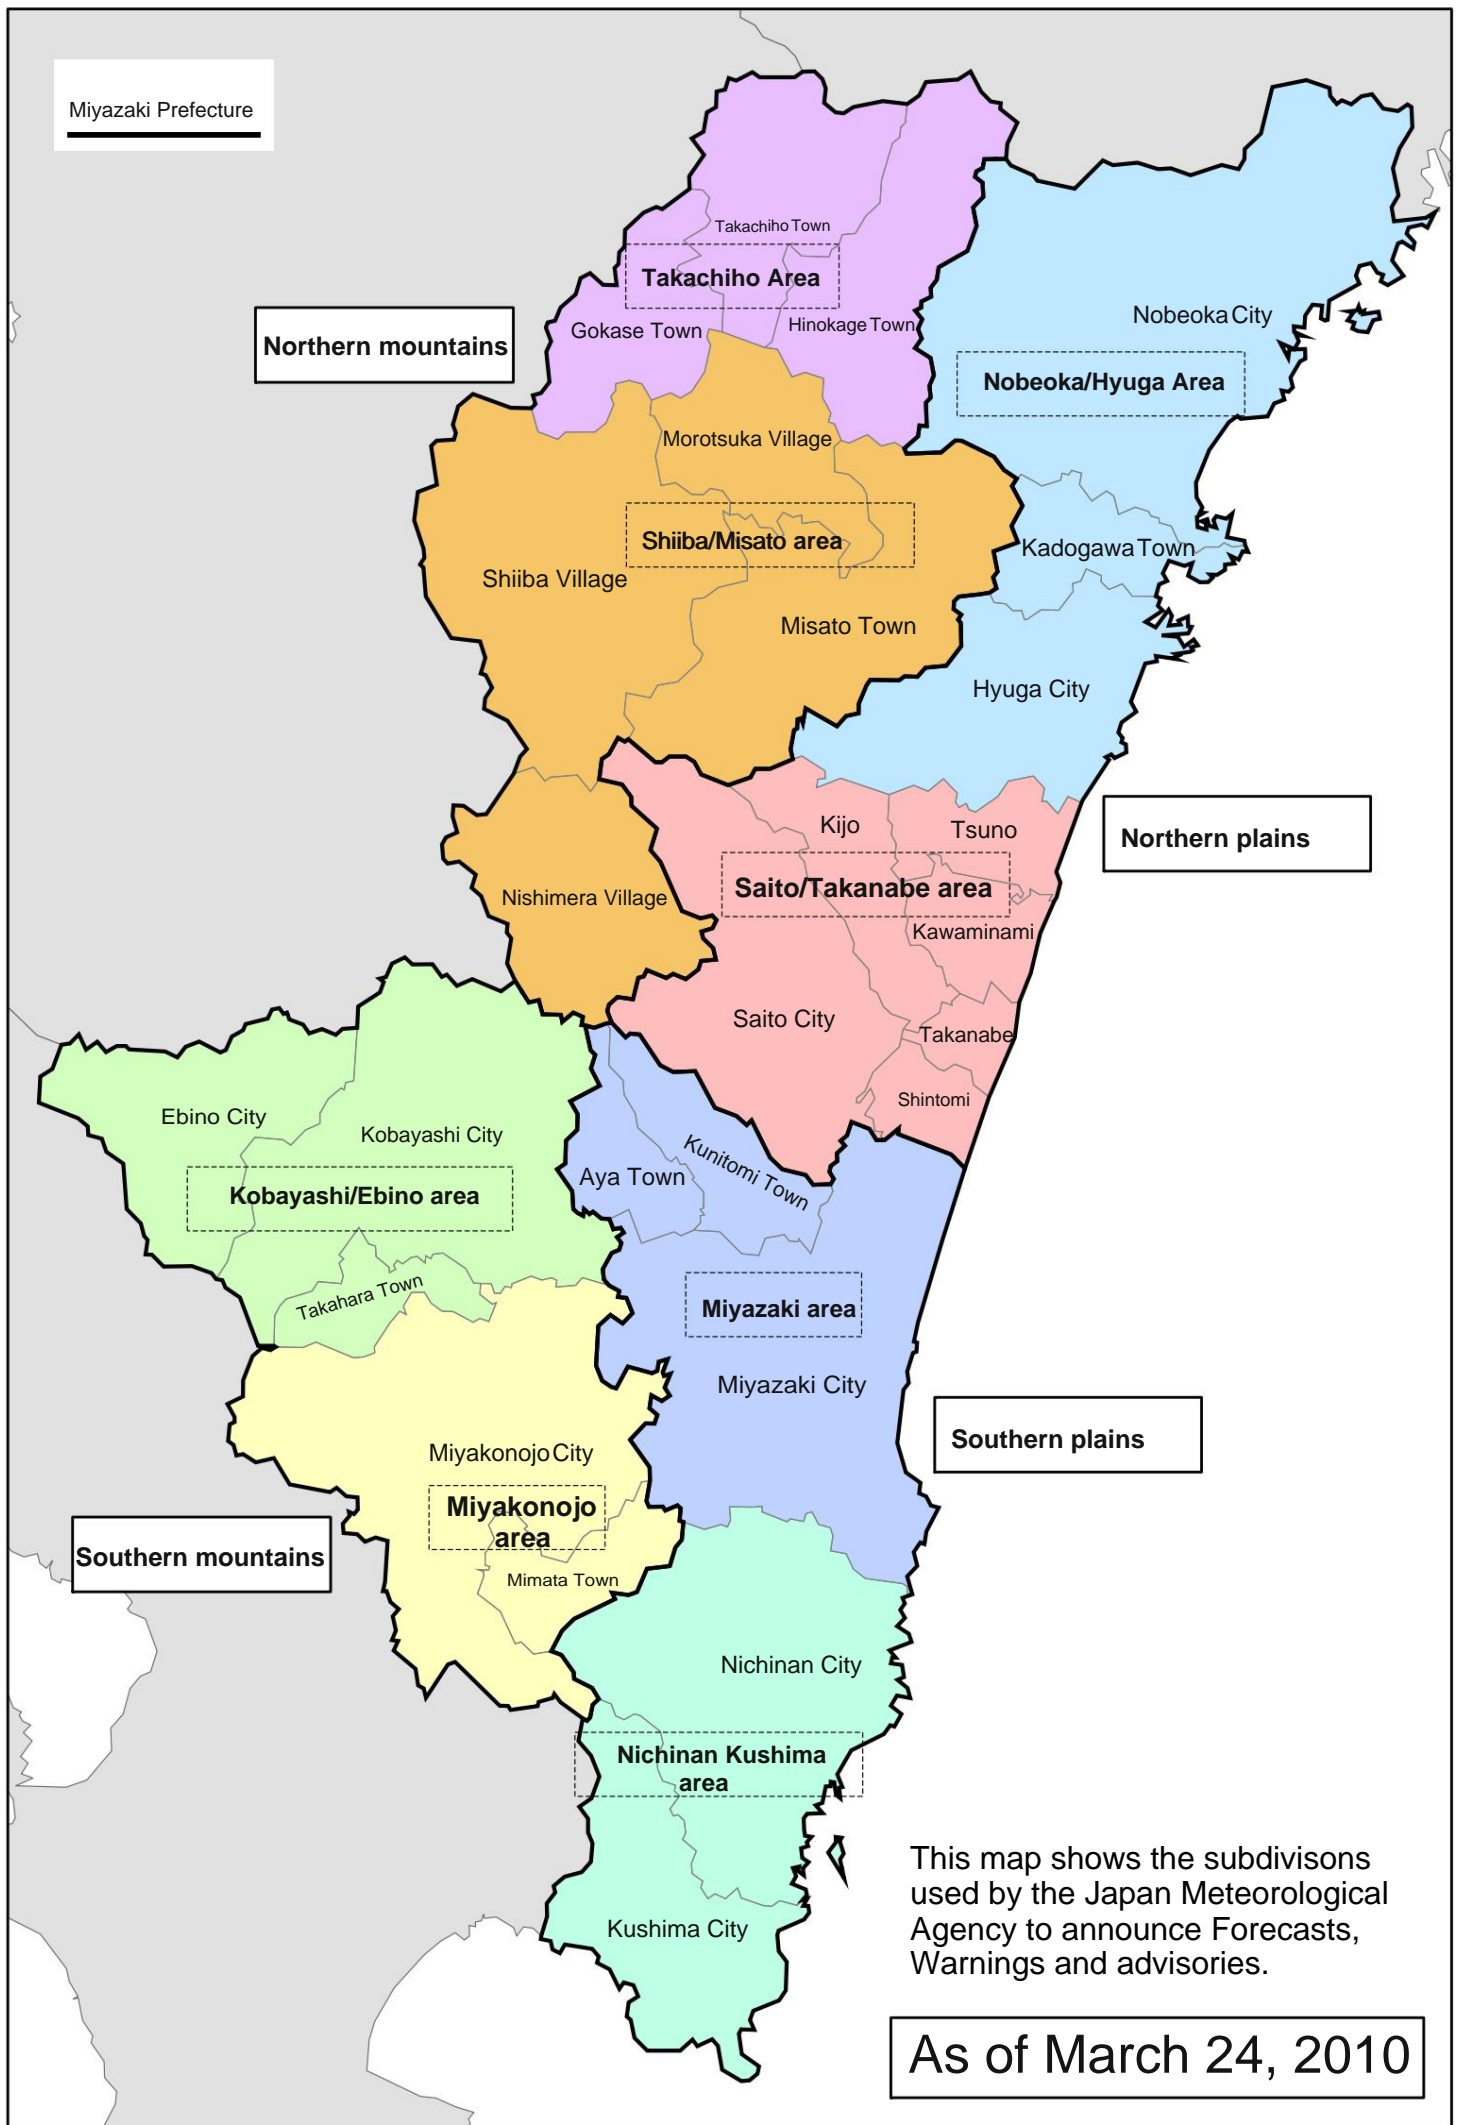 Miyazaki Prefecture
Takachiho Town
Takachiho Area
Gokase Town
Hinokage Town
Nobeoka City
Northern mountains
Nobeoka/Hyuga Area
Morotsuka Village
Shiiba/Misato area
Kadogawa Town
Shiiba Village
Misato Town
Hyuga City
Kijo
Tsuno
Northern plains
Saito/Takanabe area
Nishimera Village
Kawaminami
Saito City
Takanabe
Shintomi
Ebino City
Kobayashi City
Kunitomi Town
Aya Town
Kobayashi/Ebino area
Takahara Town
Miyazaki area
Miyazaki City
Southern plains
Miyakonojo City
Miyakonojo
area
Southern mountains
Mimata Town
Nichinan City
Nichinan Kushima
area
Kushima City
This map shows the subdivisons
used by the Japan Meteorological
Agency to announce Forecasts,
Warnings and advisories.
As of March 24, 2010